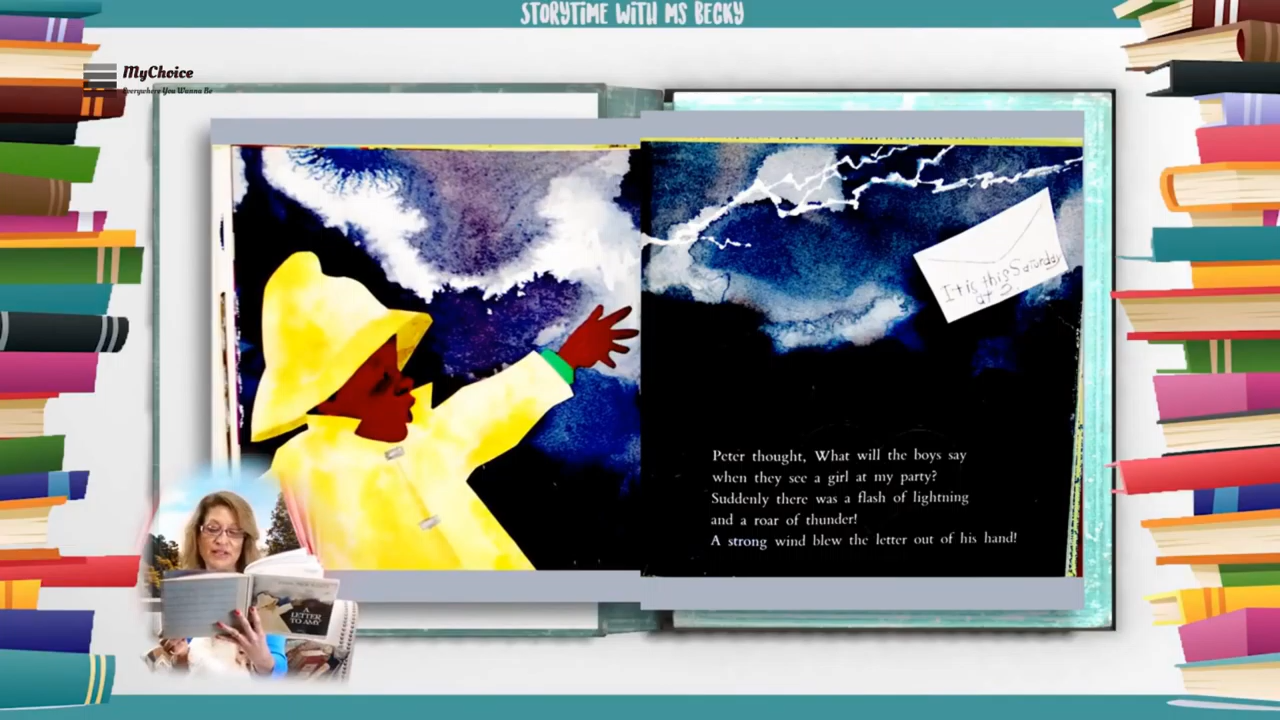 STORYTIME WITH MS BECKY
MyChoice
Everywhere You Wanna Be
It is this Saturday
at 2
Peter thought, What will the boys say
when they see a girl at my party?
Suddenly there was a flash of lightning
and a roar of thunder!
A strong wind blew the letter out of his hand!
A
LETTER
TO AMY